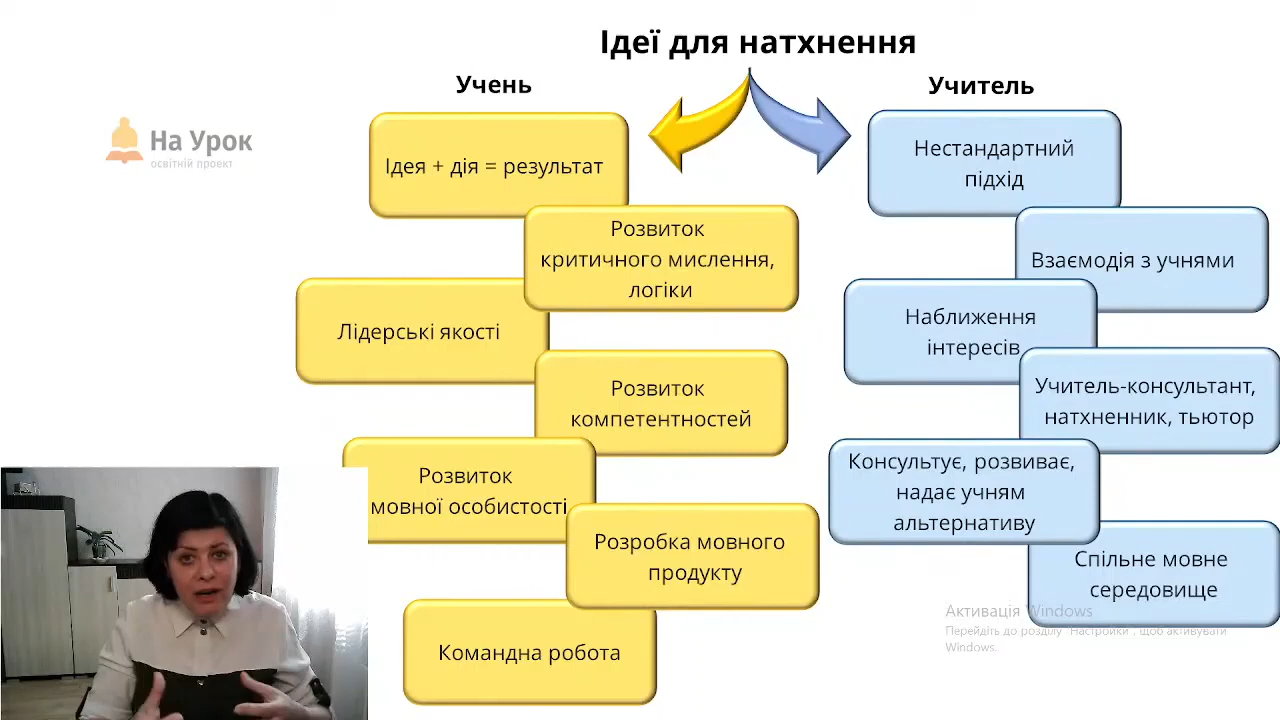 Ідеї для натхнення
Учень
Учитель
На Урок
освітній проект
Ідея + дія = результат
Розвиток
критичного мислення,
логіки
Лідерські якості
Розвиток
компетентностей
Розвиток
мовної особистості
Розробка мовного
продукту
Командна робота
Нестандартний
підхід
Взаємодія з учнями
Наближення
інтересів
Учитель-консультант,
натхненник, тьютор
Консультує, розвиває,
надає учням
альтернативу
Спільне мовне
середовище
Активація Windows
Перейдіть до розділу "Настройки", щоб активувати
Windows.